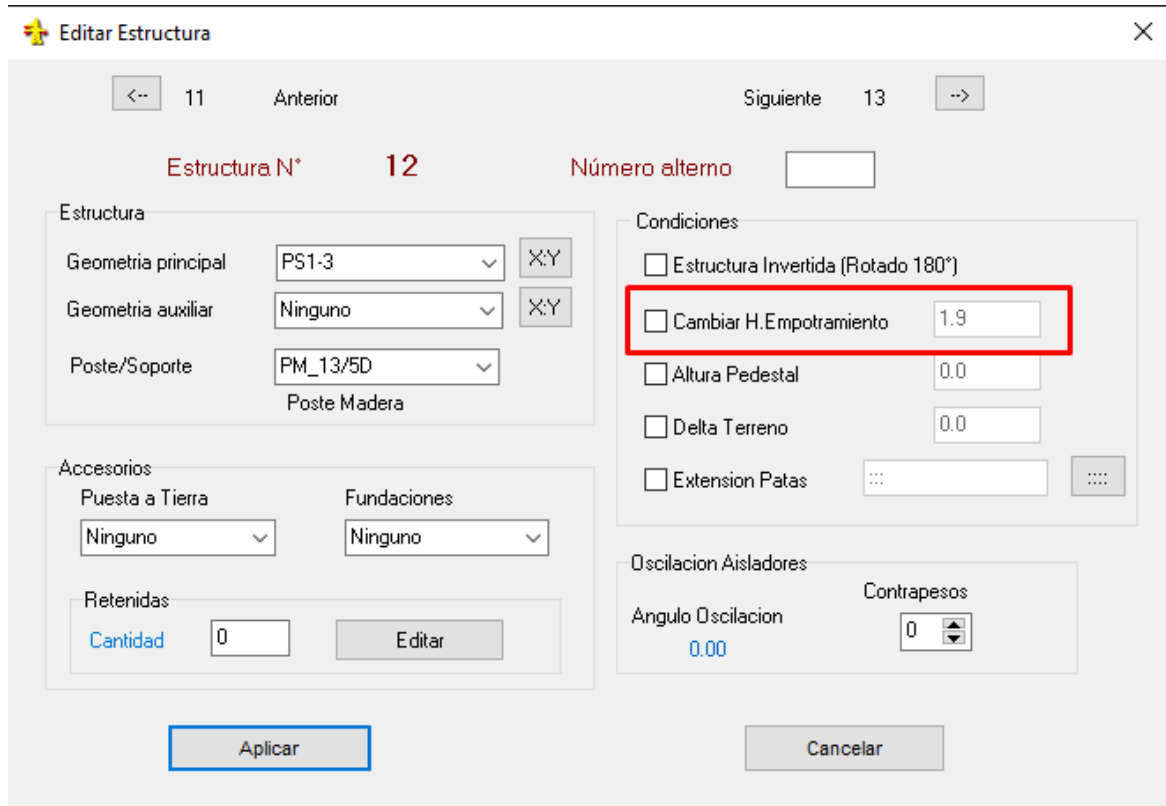 Editar Estructura
<-- 11 Anterior Siguiente 13 -->
Estructura N° 12 Número alterno
Estructura
Geometria principal PS1-3 X:Y
Geometria auxiliar Ninguno X:Y
Poste/Soporte PM_13/5D
Poste Madera
Condiciones
Estructura Invertida (Rotado 180°)
Cambiar H.Empotramiento 1.9
Altura Pedestal 0.0
Delta Terreno 0.0
Extension Patas ::: ::::
Accesorios
Puesta a Tierra Fundaciones
Ninguno Ninguno
Retenidas
Cantidad 0 Editar
Oscilacion Aisladores
Contrapesos
Angulo Oscilacion 0
0.00
Aplicar Cancelar